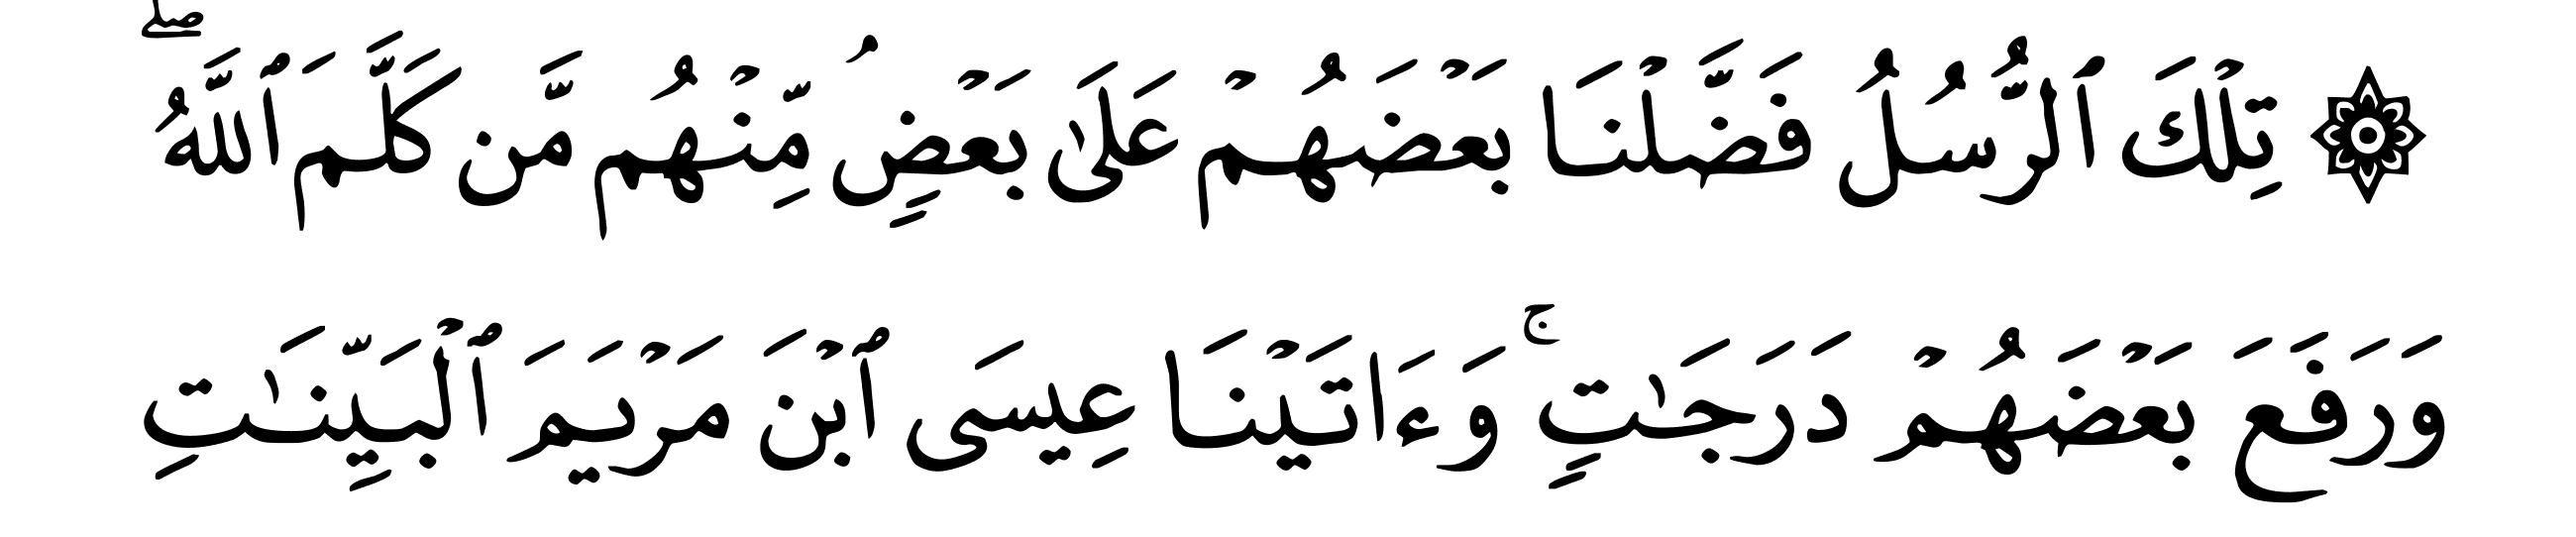 ۞ تِلۡكَ ٱلرُّسُلُ فَضَّلۡنَا بَعۡضَهُمۡ عَلَىٰ بَعۡضٖۘ مِّنۡهُم مَّن كَلَّمَ ٱللَّهُۖ
وَرَفَعَ بَعۡضَهُمۡ دَرَجَٰتٖۚ وَءَاتَيۡنَا عِيسَى ٱبۡنَ مَرۡيَمَ ٱلۡبَيِّنَٰتِ